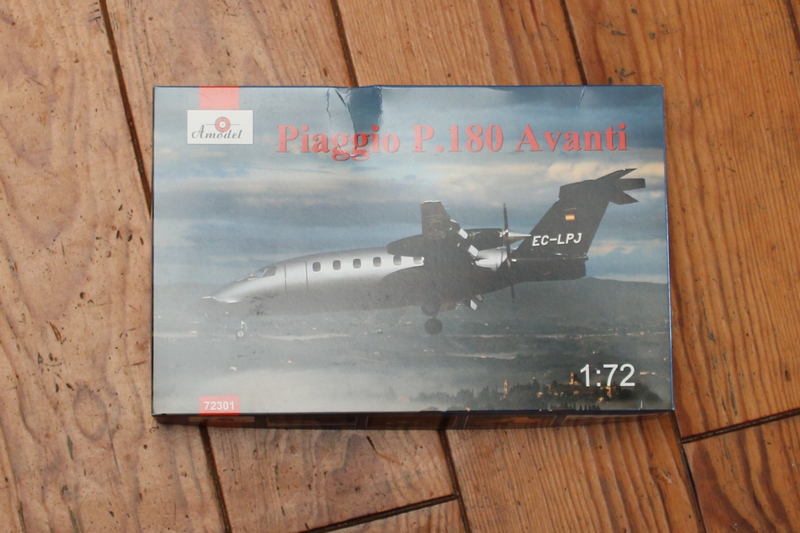 Amodel
Piaggio P.180 Avanti
EC-LPJ
1:72
72301